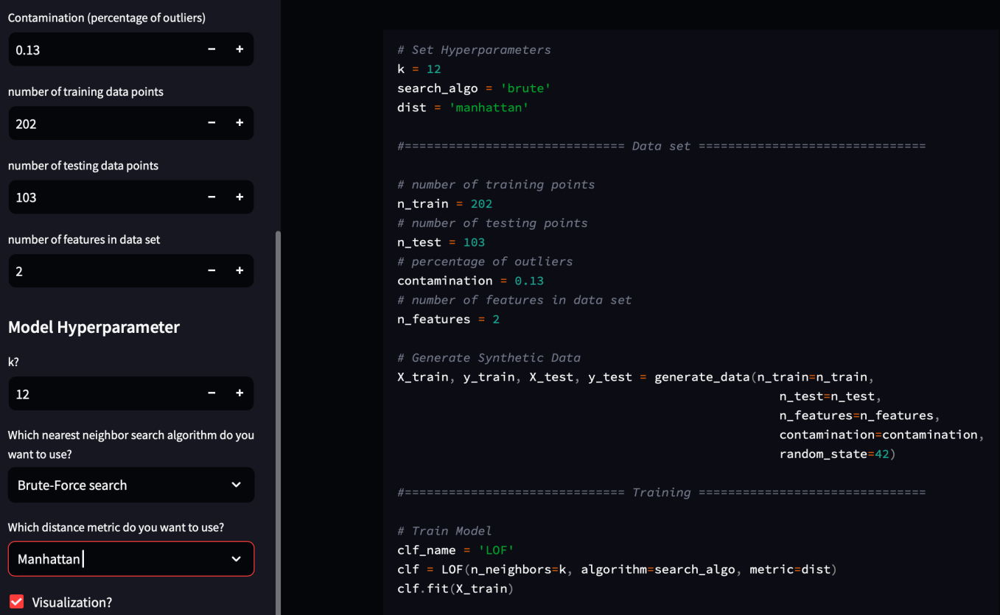 Contamination (percentage of outliers)
0.13 − +
number of training data points
202 − +
number of testing data points
103 − +
number of features in data set
2 − +
Model Hyperparameter
k?
12 − +
Which nearest neighbor search algorithm do you
want to use?
Brute-Force search
Which distance metric do you want to use?
Manhattan
Visualization?
# Set Hyperparameters
k = 12
search_algo = 'brute'
dist = 'manhattan'
#============================== Data set ===============================
# number of training points
n_train = 202
# number of testing points
n_test = 103
# percentage of outliers
contamination = 0.13
# number of features in data set
n_features = 2
# Generate Synthetic Data
X_train, y_train, X_test, y_test = generate_data(n_train=n_train,
n_test=n_test,
n_features=n_features,
contamination=contamination,
random_state=42)
#============================== Training ===============================
# Train Model
clf_name = 'LOF'
clf = LOF(n_neighbors=k, algorithm=search_algo, metric=dist)
clf.fit(X_train)